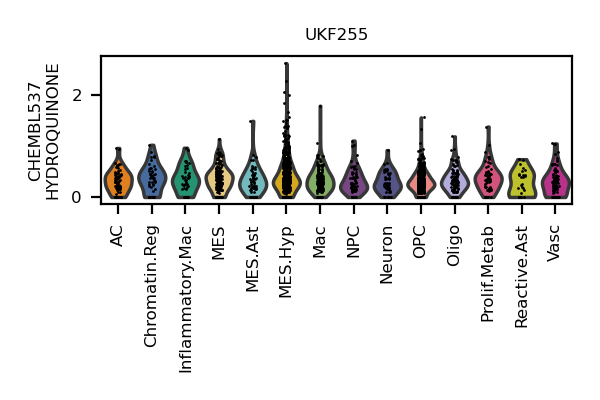 UKF255
CHEMBL537
HYDROQUINONE
2
0
AC
Chromatin.Reg
Inflammatory.Mac
MES
MES.Ast
MES.Hyp
Mac
NPC
Neuron
OPC
Oligo
Prolif.Metab
Reactive.Ast
Vasc